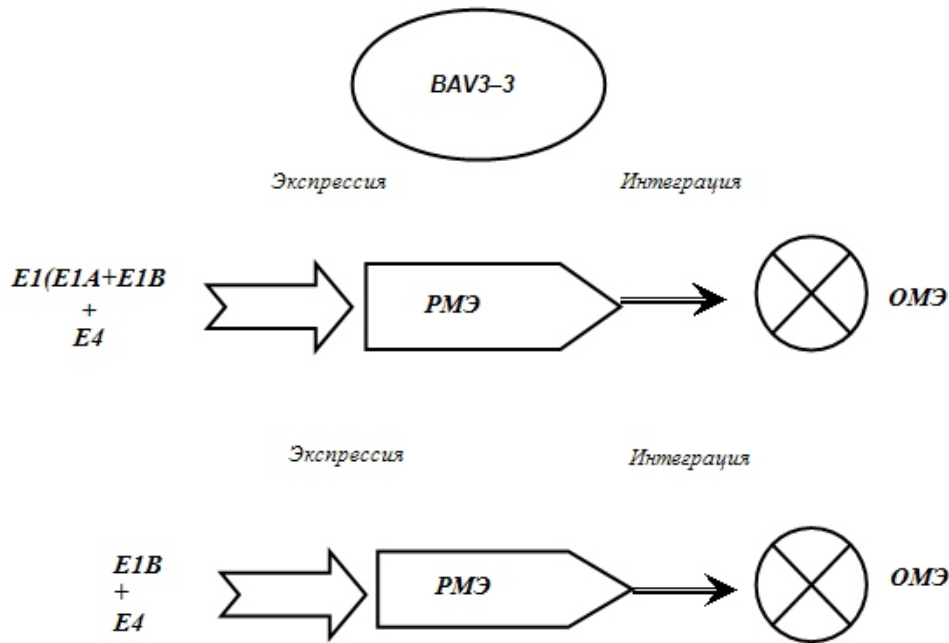 BAV3–3
Экспрессия
Интеграция
E1(E1A+E1B
+
E4
РМЭ
ОМЭ
Экспрессия
Интеграция
E1B
+
E4
РМЭ
ОМЭ